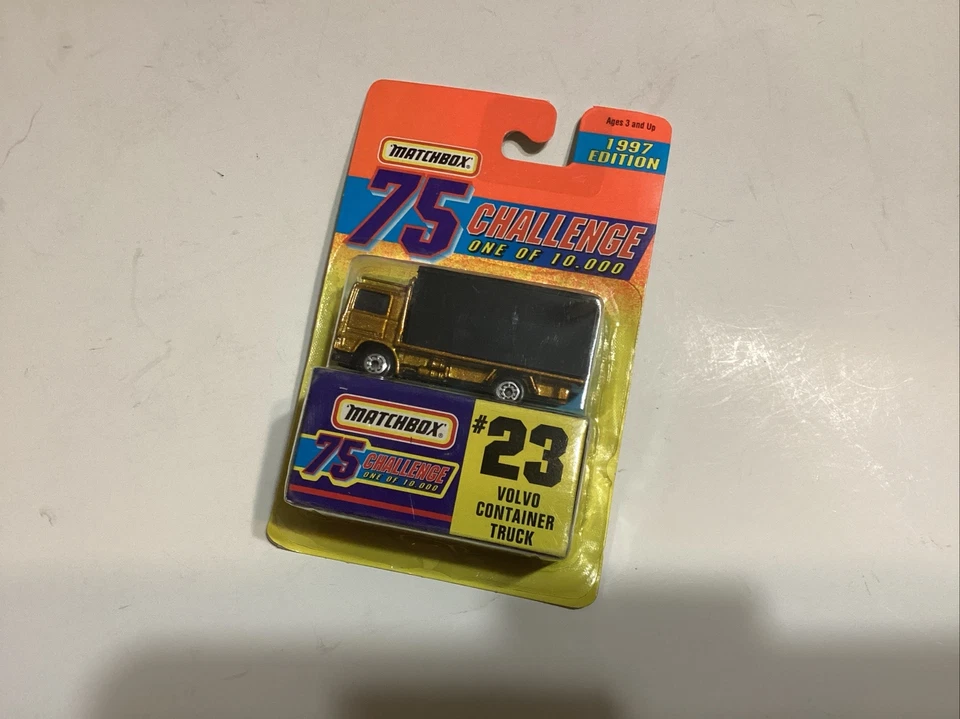 Ages 3 and Up
1997
EDITION
MATCHBOX®
75
CHALLENGE
ONE OF 10.000
MATCHBOX®
75
CHALLENGE
ONE OF 10.000
#23
VOLVO
CONTAINER
TRUCK